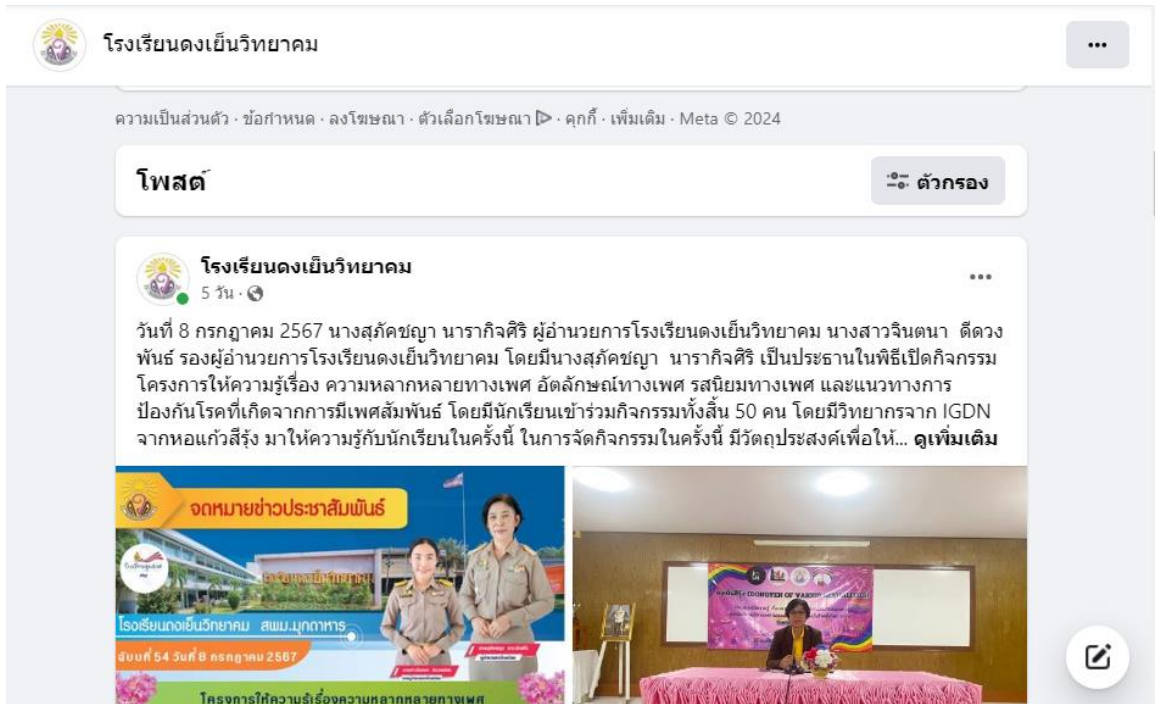 โรงเรียนดงเย็นวิทยาคม
ความเป็นส่วนตัว · ข้อกำหนด · ลงโฆษณา · ตัวเลือกโฆษณา · คุกกี้ · เพิ่มเติม · Meta © 2024
โพสต์
ตัวกรอง
โรงเรียนดงเย็นวิทยาคม
5 วัน ·
วันที่ 8 กรกฎาคม 2567 นางสุภัคชญา นารากิจศิริ ผู้อำนวยการโรงเรียนดงเย็นวิทยาคม นางสาวจินตนา ดีดวง
พันธ์ รองผู้อำนวยการโรงเรียนดงเย็นวิทยาคม โดยมีนางสุภัคชญา นารากิจศิริ เป็นประธานในพิธีเปิดกิจกรรม
โครงการให้ความรู้เรื่อง ความหลากหลายทางเพศ อัตลักษณ์ทางเพศ รสนิยมทางเพศ และแนวทางการ
ป้องกันโรคที่เกิดจากการมีเพศสัมพันธ์ โดยมีนักเรียนเข้าร่วมกิจกรรมทั้งสิ้น 50 คน โดยมีวิทยากรจาก IGDN
จากหอแก้วสีรุ้ง มาให้ความรู้กับนักเรียนในครั้งนี้ ในการจัดกิจกรรมในครั้งนี้ มีวัตถุประสงค์เพื่อให้... ดูเพิ่มเติม
จดหมายข่าวประชาสัมพันธ์
โรงเรียนดงเย็นวิทยาคม สพม.มุกดาหาร
ฉบับที่ 54 วันที่ 8 กรกฎาคม 2567
โครงการให้ความรู้เรื่องความหลากหลายทางเพศ